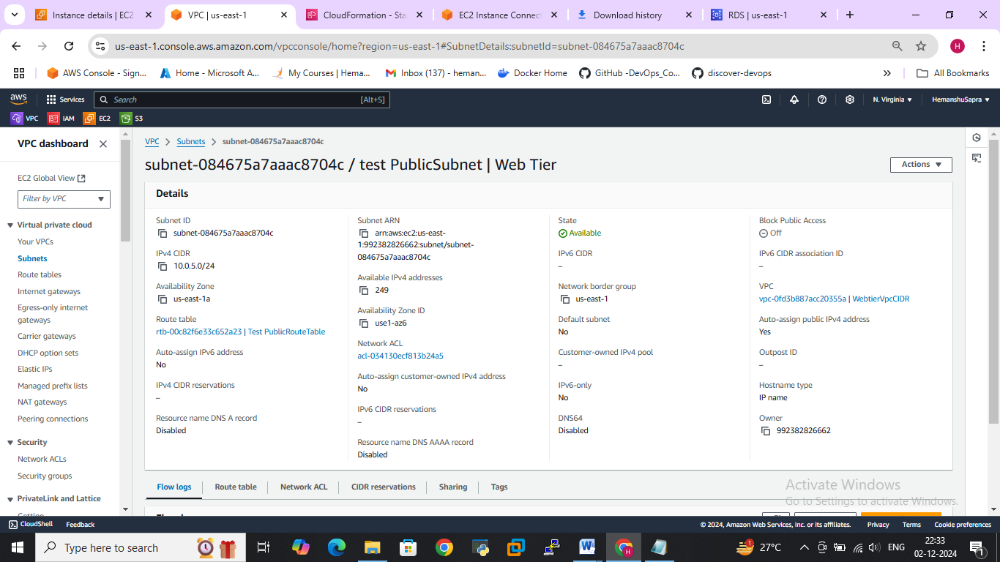 Instance details | EC2
VPC | us-east-1
CloudFormation - Sta
EC2 Instance Connect
Download history
RDS | us-east-1
us-east-1.console.aws.amazon.com/vpcconsole/home?region=us-east-1#SubnetDetails:subnetId=subnet-084675a7aaac8704c
H
AWS Console - Sign...
Home - Microsoft A...
My Courses | Hema...
Inbox (137) - heman...
Docker Home
GitHub -DevOps_Co...
discover-devops
»
All Bookmarks
aws
Services
Search
[Alt+S]
N. Virginia
HemanshuSapra
VPC
IAM
EC2
S3
VPC dashboard
EC2 Global View
Filter by VPC
Virtual private cloud
Your VPCs
Subnets
Route tables
Internet gateways
Egress-only internet
gateways
Carrier gateways
DHCP option sets
Elastic IPs
Managed prefix lists
NAT gateways
Peering connections
Security
Network ACLs
Security groups
PrivateLink and Lattice
VPC
Subnets
subnet-084675a7aaac8704c
subnet-084675a7aaac8704c / test PublicSubnet | Web Tier
Actions
Details
Subnet ID
subnet-084675a7aaac8704c
IPv4 CIDR
10.0.5.0/24
Availability Zone
us-east-1a
Route table
rtb-00c82f6e33c652a23 | Test PublicRouteTable
Auto-assign IPv6 address
No
IPv4 CIDR reservations
–
Resource name DNS A record
Disabled
Subnet ARN
arn:aws:ec2:us-east-
1:992382826662:subnet/subnet-
084675a7aaac8704c
Available IPv4 addresses
249
Availability Zone ID
use1-az6
Network ACL
acl-034130ecf813b24a5
Auto-assign customer-owned IPv4 address
No
IPv6 CIDR reservations
–
Resource name DNS AAAA record
Disabled
State
Available
IPv6 CIDR
–
Network border group
us-east-1
Default subnet
No
Customer-owned IPv4 pool
–
IPv6-only
No
DNS64
Disabled
Block Public Access
Off
IPv6 CIDR association ID
–
VPC
vpc-0fd3b887acc20355a | WebtierVpcCIDR
Auto-assign public IPv4 address
Yes
Outpost ID
–
Hostname type
IP name
Owner
992382826662
Flow logs
Route table
Network ACL
CIDR reservations
Sharing
Tags
Activate Windows
Go to Settings to activate Windows.
CloudShell
Feedback
© 2024, Amazon Web Services, Inc. or its affiliates.
Privacy
Terms
Cookie preferences
Type here to search
27°C
ENG
22:33
02-12-2024
1